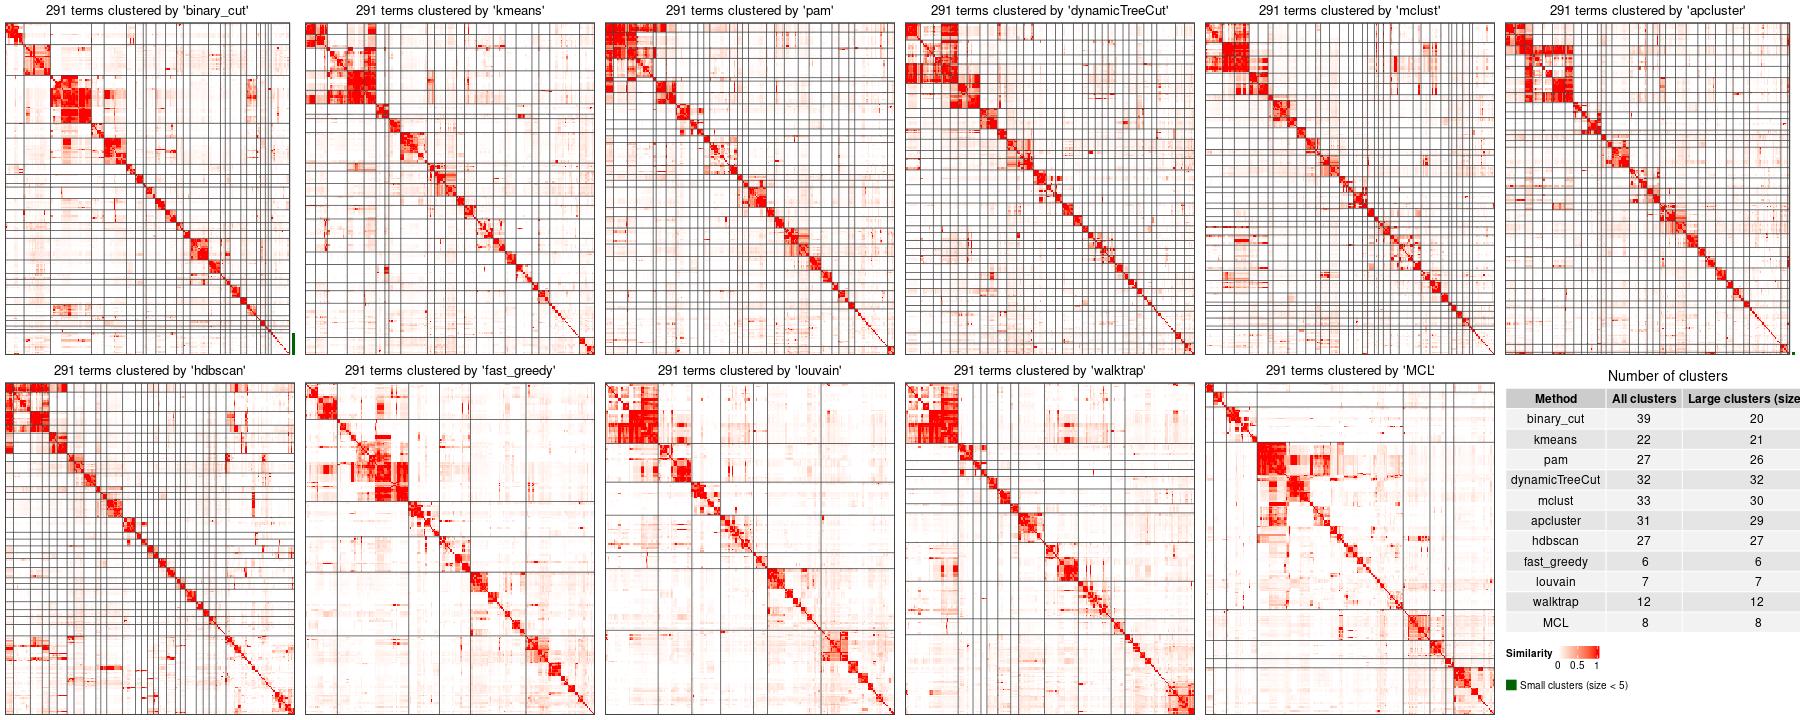 291 terms clustered by 'binary_cut'
291 terms clustered by 'kmeans'
291 terms clustered by 'pam'
291 terms clustered by 'dynamicTreeCut'
291 terms clustered by 'mclust'
291 terms clustered by 'apcluster'
291 terms clustered by 'hdbscan'
291 terms clustered by 'fast_greedy'
291 terms clustered by 'louvain'
291 terms clustered by 'walktrap'
291 terms clustered by 'MCL'
Number of clusters
Method All clusters Large clusters (size
binary_cut 39 20
kmeans 22 21
pam 27 26
dynamicTreeCut 32 32
mclust 33 30
apcluster 31 29
hdbscan 27 27
fast_greedy 6 6
louvain 7 7
walktrap 12 12
MCL 8 8
Similarity
0 0.5 1
Small clusters (size < 5)